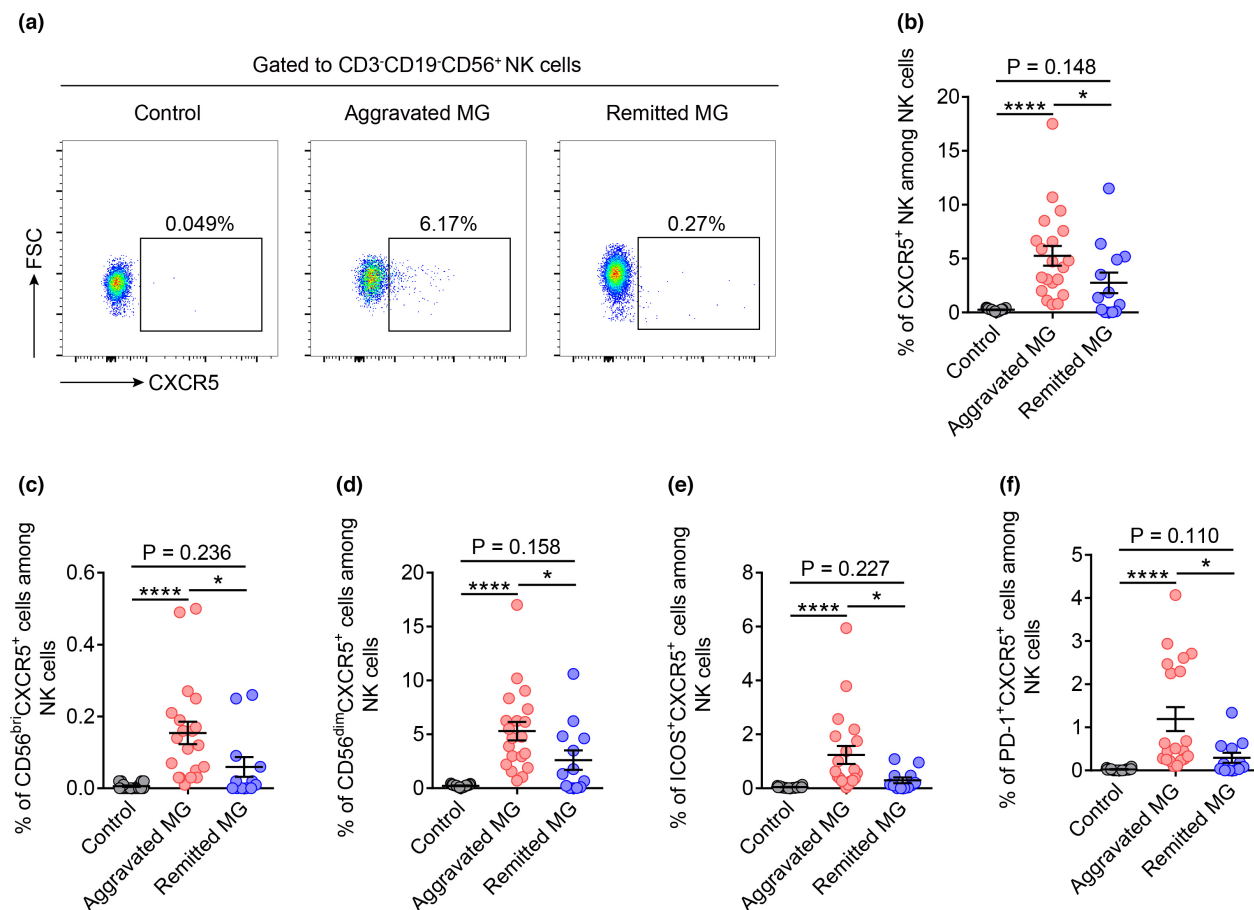 (a)
Gated to CD3⁻CD19⁻CD56⁺ NK cells
Control
Aggravated MG
Remitted MG
0.049%
6.17%
0.27%
FSC
CXCR5
(b)
% of CXCR5⁺ NK among NK cells
P = 0.148
****
*
20
15
10
5
0
Control
Aggravated MG
Remitted MG
(c)
% of CD56ᵇʳⁱCXCR5⁺ cells among
NK cells
P = 0.236
****
*
0.6
0.4
0.2
0.0
Control
Aggravated MG
Remitted MG
(d)
% of CD56ᵈⁱᵐCXCR5⁺ cells among
NK cells
P = 0.158
****
*
20
15
10
5
0
Control
Aggravated MG
Remitted MG
(e)
% of ICOS⁺CXCR5⁺ cells among
NK cells
P = 0.227
****
*
8
6
4
2
0
Control
Aggravated MG
Remitted MG
(f)
% of PD-1⁺CXCR5⁺ cells among
NK cells
P = 0.110
****
*
5
4
3
2
1
0
Control
Aggravated MG
Remitted MG